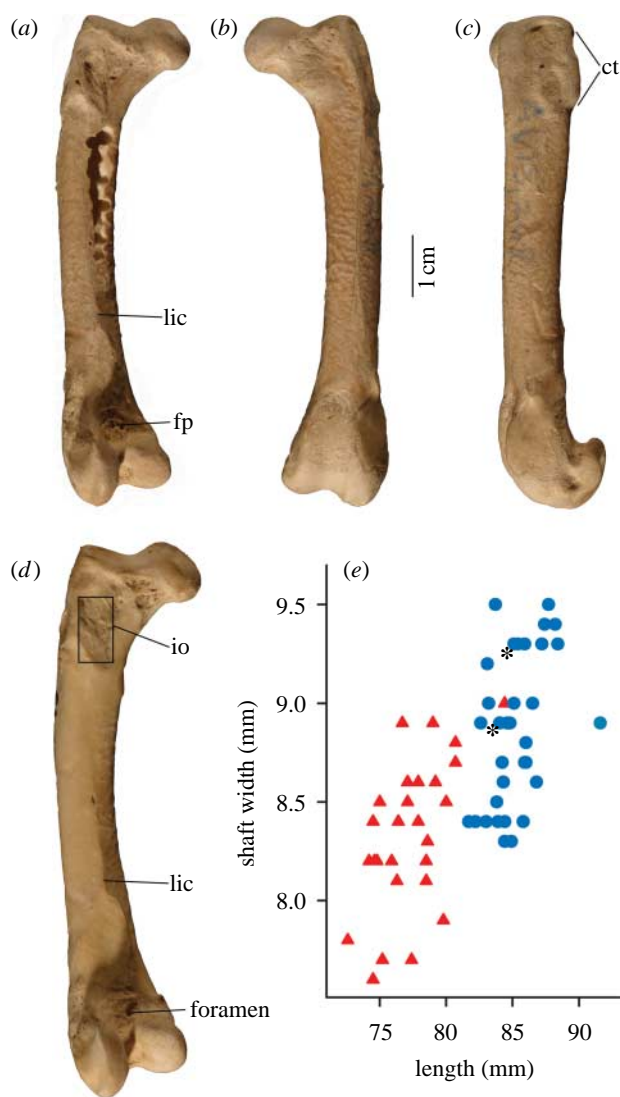 (a)
(b)
(c)
ct
1 cm
lic
fp
(d)
io
lic
foramen
(e)
9.5
9.0
8.5
8.0
shaft width (mm)
75 80 85 90
length (mm)
* *